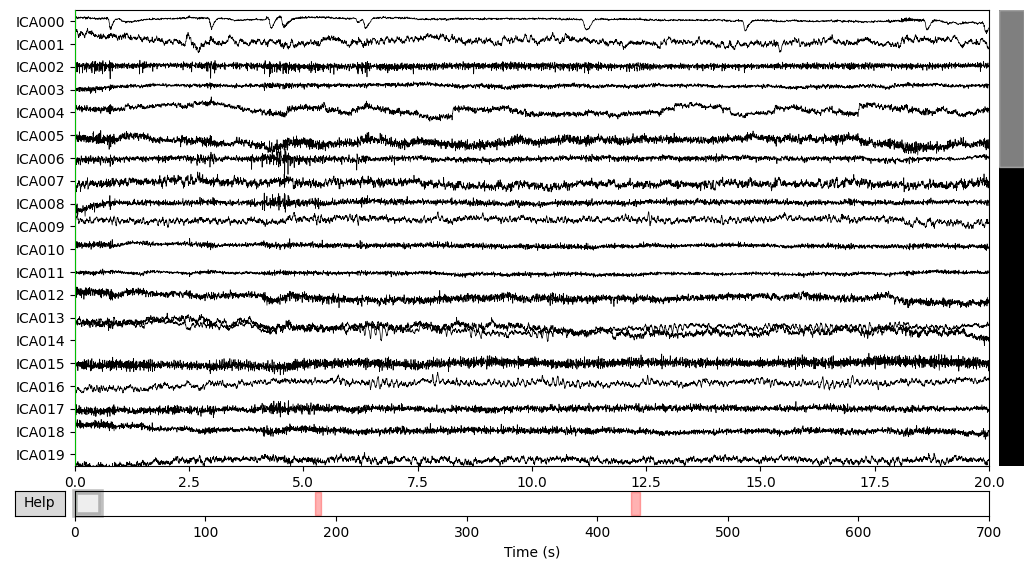 ICA000
ICA001
ICA002
ICA003
ICA004
ICA005
ICA006
ICA007
ICA008
ICA009
ICA010
ICA011
ICA012
ICA013
ICA014
ICA015
ICA016
ICA017
ICA018
ICA019
0.0 2.5 5.0 7.5 10.0 12.5 15.0 17.5 20.0
Help
0 100 200 300 400 500 600 700
Time (s)